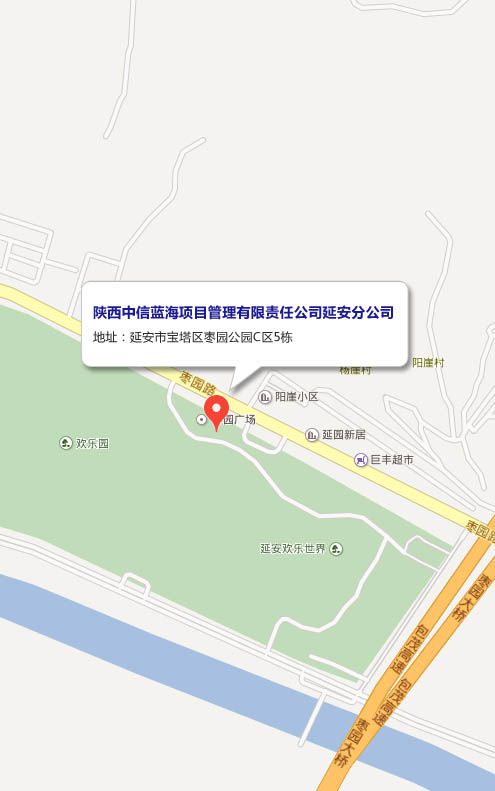 陕西中信蓝海项目管理有限责任公司延安分公司
地址：延安市宝塔区枣园公园C区5栋
阳崖村
杨崖村
枣园路
阳崖小区
园广场
延园新居
欢乐园
巨丰超市
枣园路
延安欢乐世界
枣园大桥
包茂高速
包茂高速
枣园大桥